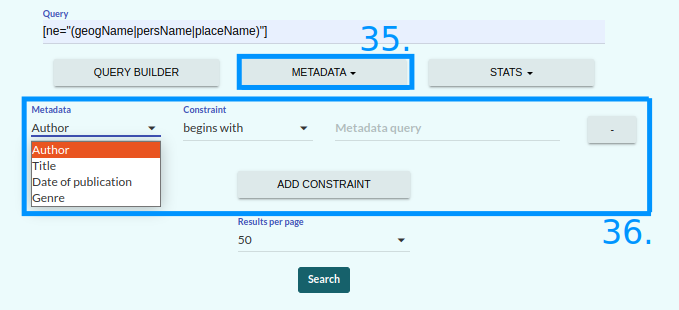 Query
[ne="(geogName|persName|placeName)"]
35.
QUERY BUILDER METADATA STATS
Metadata Constraint
Author begins with Metadata query -
Author
Title
Date of publication
Genre
ADD CONSTRAINT
36.
Results per page
50
Search